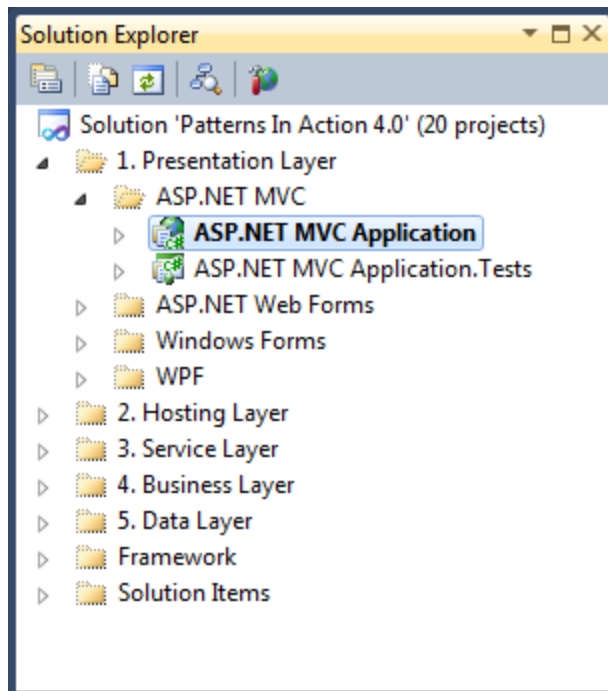 Solution Explorer
Solution 'Patterns In Action 4.0' (20 projects)
1. Presentation Layer
ASP.NET MVC
ASP.NET MVC Application
ASP.NET MVC Application.Tests
ASP.NET Web Forms
Windows Forms
WPF
2. Hosting Layer
3. Service Layer
4. Business Layer
5. Data Layer
Framework
Solution Items